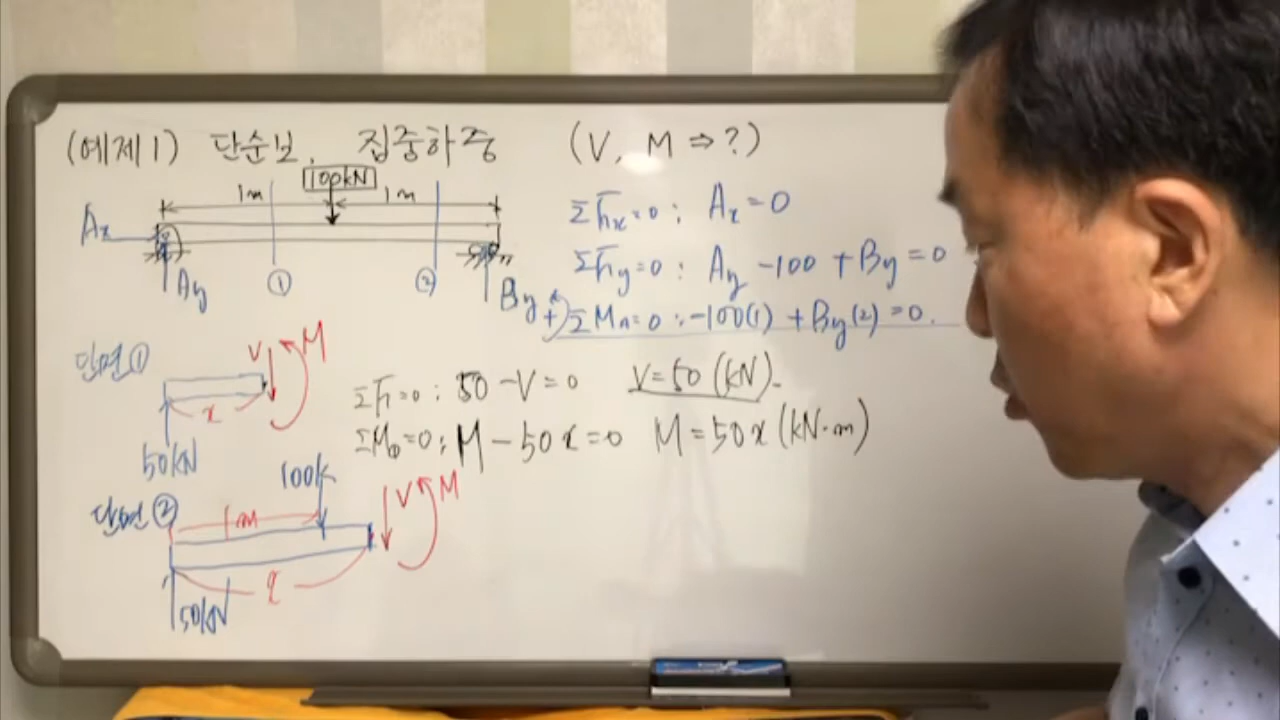 (예제1) 단순보, 집중하중 (V, M ⇒ ?)
1m 100kN 1m
Ax
Ay ① ② By
ΣFx=0 : Ax=0
ΣFy=0 : Ay -100 + By = 0
+ ΣMA=0 : -100(1) + By(2) = 0.
단면①
V M
x
50kN
ΣF=0 : 50 - V = 0 V=50 (kN).
ΣM①=0 : M - 50x = 0 M = 50x (kN·m)
단면②
100k
1m
V M
x
50kN